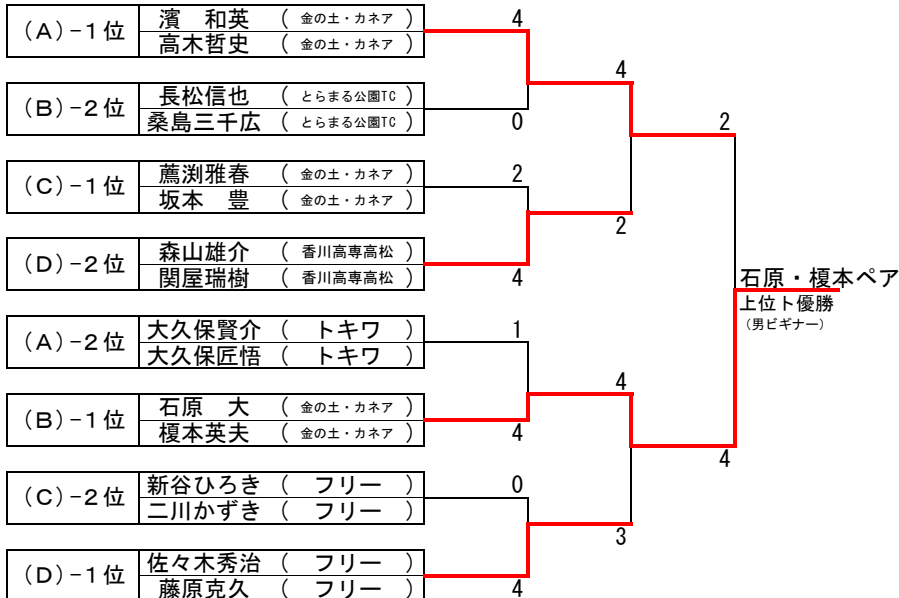 (A)-1位 濱 和英 ( 金の土・カネア )
高木哲史 ( 金の土・カネア )
4
4
(B)-2位 長松信也 ( とらまる公園TC )
桑島三千広 ( とらまる公園TC )
0
2
(C)-1位 薦渕雅春 ( 金の土・カネア )
坂本 豊 ( 金の土・カネア )
2
2
(D)-2位 森山雄介 ( 香川高専高松 )
関屋瑞樹 ( 香川高専高松 )
4
石原・榎本ペア
上位ト優勝
(男ビギナー)
(A)-2位 大久保賢介 ( トキワ )
大久保匠悟 ( トキワ )
1
4
(B)-1位 石原 大 ( 金の土・カネア )
榎本英夫 ( 金の土・カネア )
4
4
(C)-2位 新谷ひろき ( フリー )
二川かずき ( フリー )
0
3
(D)-1位 佐々木秀治 ( フリー )
藤原克久 ( フリー )
4